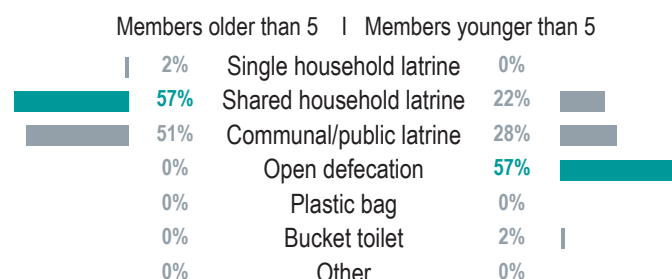 Members older than 5 I Members younger than 5
2% Single household latrine 0%
57% Shared household latrine 22%
51% Communal/public latrine 28%
0% Open defecation 57%
0% Plastic bag 0%
0% Bucket toilet 2%
0% Other 0%